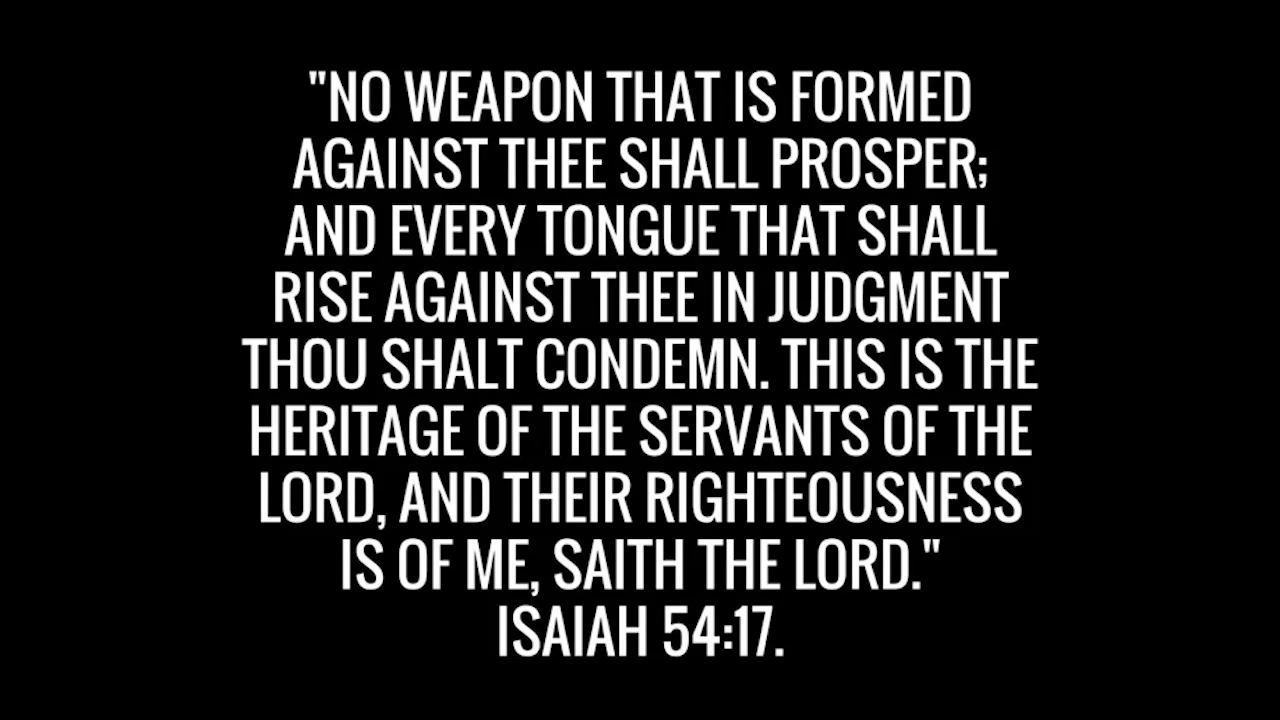 "NO WEAPON THAT IS FORMED
AGAINST THEE SHALL PROSPER;
AND EVERY TONGUE THAT SHALL
RISE AGAINST THEE IN JUDGMENT
THOU SHALT CONDEMN. THIS IS THE
HERITAGE OF THE SERVANTS OF THE
LORD, AND THEIR RIGHTEOUSNESS
IS OF ME, SAITH THE LORD."
ISAIAH 54:17.